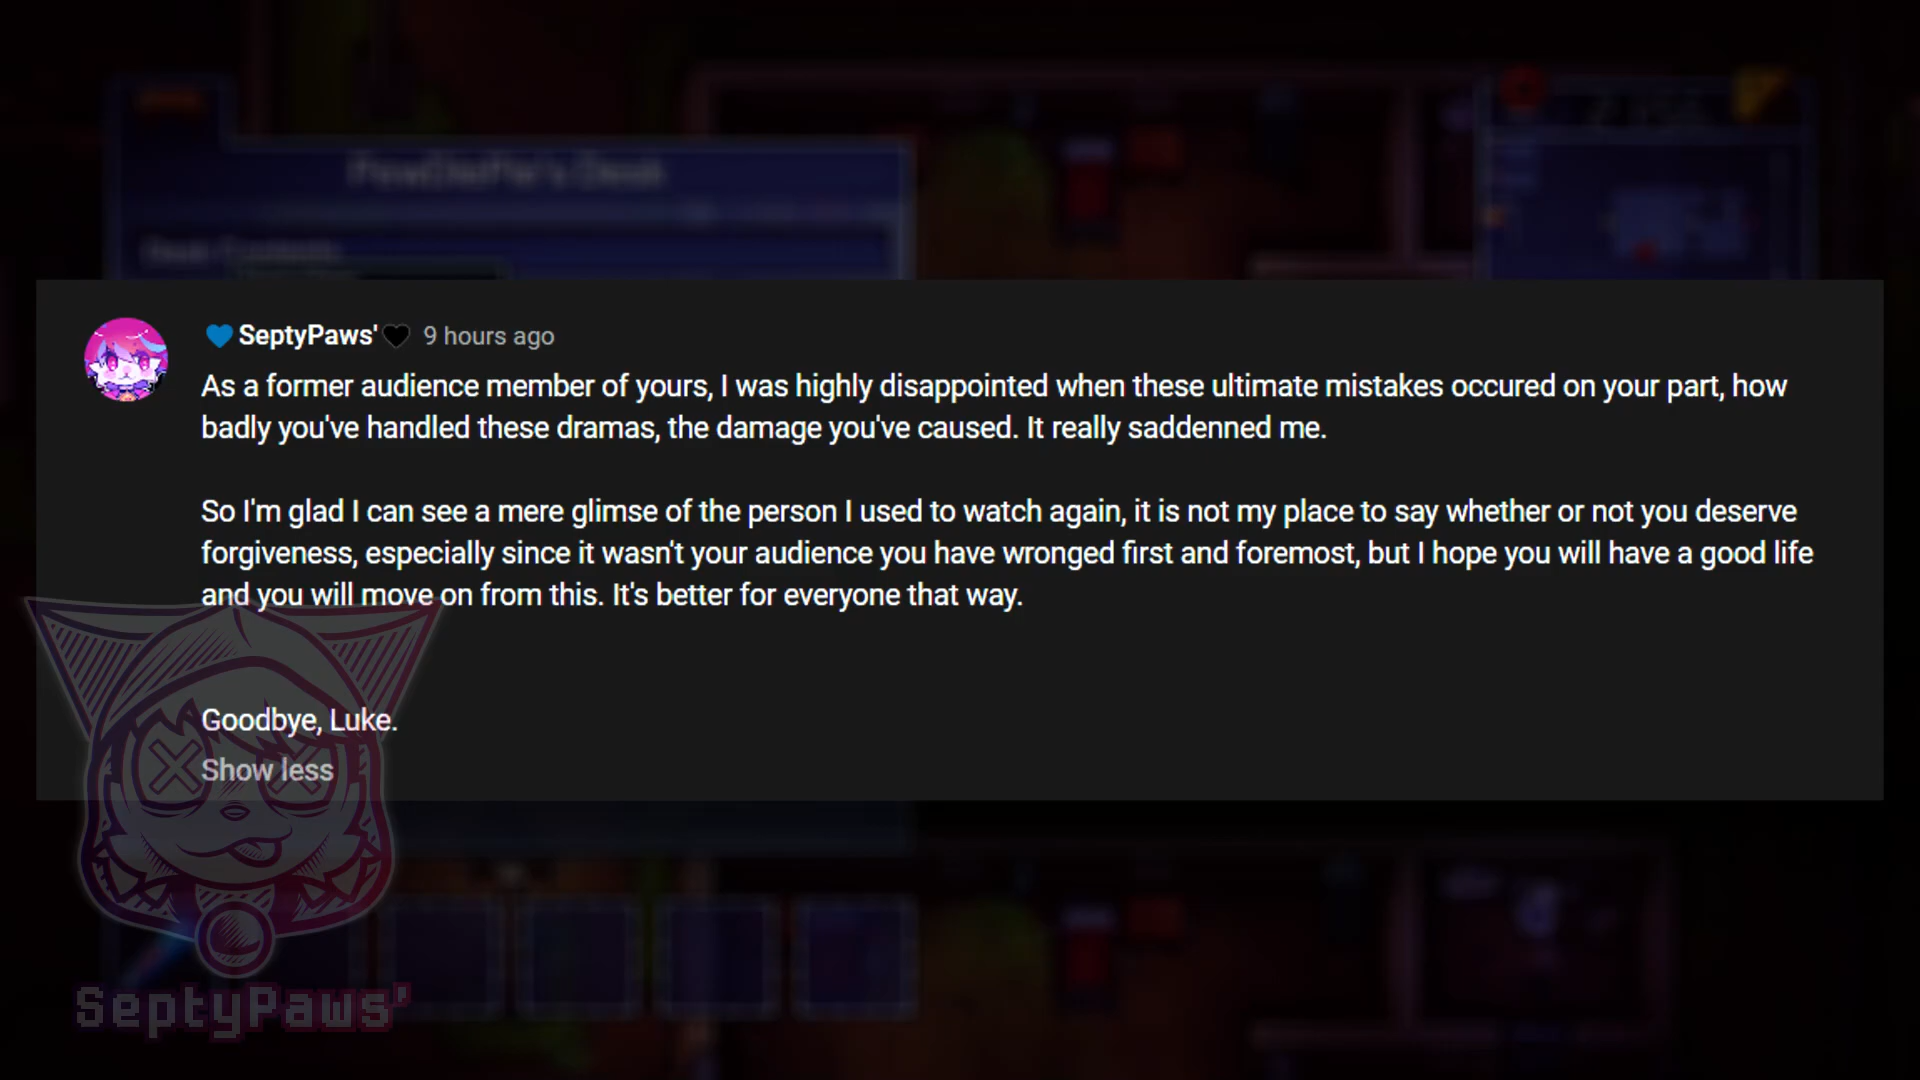 PewDiePie's Desk
Desk Contents
💙 SeptyPaws' 🖤 9 hours ago
As a former audience member of yours, I was highly disappointed when these ultimate mistakes occured on your part, how
badly you've handled these dramas, the damage you've caused. It really saddenned me.
So I'm glad I can see a mere glimse of the person I used to watch again, it is not my place to say whether or not you deserve
forgiveness, especially since it wasn't your audience you have wronged first and foremost, but I hope you will have a good life
and you will move on from this. It's better for everyone that way.
Goodbye, Luke.
Show less
SeptyPaws'